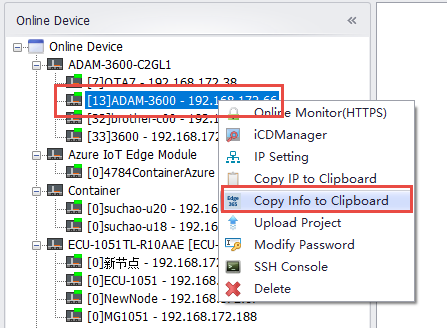 Online Device
Online Device
ADAM-3600-C2GL1
[7]OTA7 - 192.168.172.38
[13]ADAM-3600 - 192.168.172.66
[32]brother-c00 - 192.168.
[33]3600 - 192.168.172
Azure IoT Edge Module
[0]4784ContainerAzure
Container
[0]suchao-u20 - 192.168
[0]suchao-u18 - 192.168
ECU-1051TL-R10AAE [ECU-
[0]新节点 - 192.168.
[0]ECU-1051 - 192.168.
[0]NewNode - 192.168.
[0]MG1051 - 192.168.172.188
Online Monitor(HTTPS)
iCDManager
IP Setting
Copy IP to Clipboard
Edge
365
Copy Info to Clipboard
Upload Project
Modify Password
SSH Console
Delete